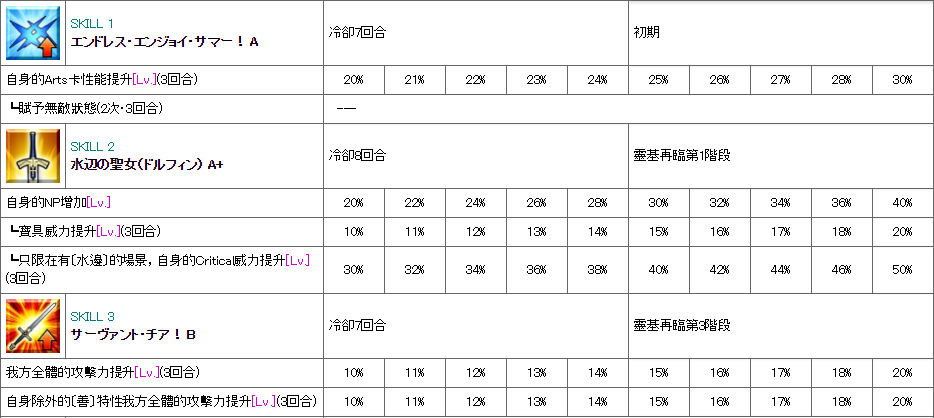 SKILL 1
エンドレス・エンジョイ・サマー! A
冷卻7回合
初期
自身的Arts卡性能提升[Lv.](3回合) 20% 21% 22% 23% 24% 25% 26% 27% 28% 30%
┗賦予無敵狀態(2次・3回合) ──
SKILL 2
水辺の聖女(ドルフィン) A+
冷卻8回合
靈基再臨第1階段
自身的NP增加[Lv.] 20% 22% 24% 26% 28% 30% 32% 34% 36% 40%
┗寶具威力提升[Lv.](3回合) 10% 11% 12% 13% 14% 15% 16% 17% 18% 20%
┗只限在有〔水邊〕的場景, 自身的Critical威力提升[Lv.]
(3回合) 30% 32% 34% 36% 38% 40% 42% 44% 46% 50%
SKILL 3
サーヴァント・チア! B
冷卻7回合
靈基再臨第3階段
我方全體的攻擊力提升[Lv.](3回合) 10% 11% 12% 13% 14% 15% 16% 17% 18% 20%
自身除外的〔善〕特性我方全體的攻擊力提升[Lv.](3回合) 10% 11% 12% 13% 14% 15% 16% 17% 18% 20%